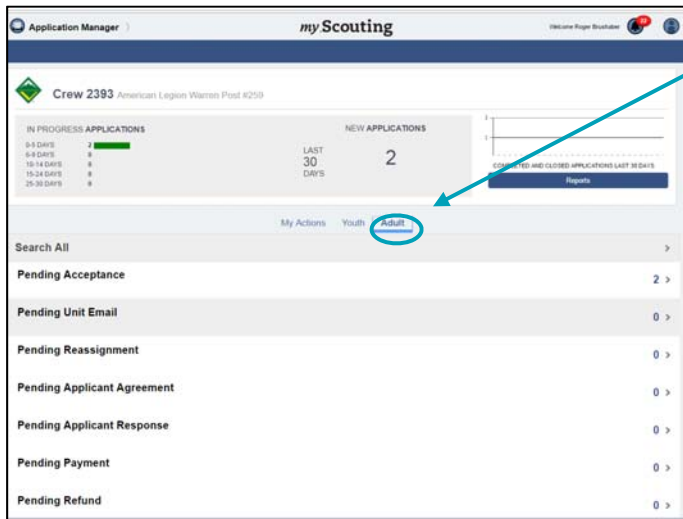 Application Manager
my.Scouting
Welcome Roger Brushaber
Crew 2393 American Legion Warren Post #259
IN PROGRESS APPLICATIONS
0-5 DAYS 2
6-9 DAYS 0
10-14 DAYS 0
15-24 DAYS 0
25-30 DAYS 0
LAST
30
DAYS
NEW APPLICATIONS
2
COMPLETED AND CLOSED APPLICATIONS LAST 30 DAYS
Reports
My Actions Youth Adult
Search All >
Pending Acceptance 2 >
Pending Unit Email 0 >
Pending Reassignment 0 >
Pending Applicant Agreement 0 >
Pending Applicant Response 0 >
Pending Payment 0 >
Pending Refund 0 >